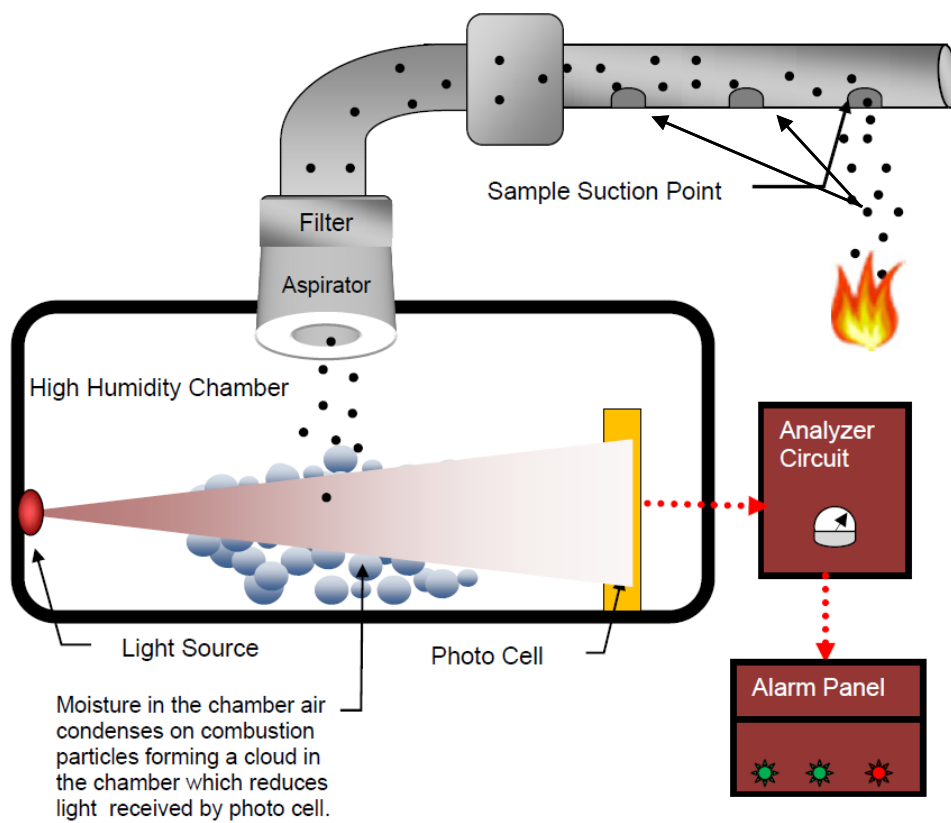 Sample Suction Point
Filter
Aspirator
High Humidity Chamber
Analyzer
Circuit
Light Source
Photo Cell
Alarm Panel
Moisture in the chamber air
condenses on combustion
particles forming a cloud in
the chamber which reduces
light received by photo cell.